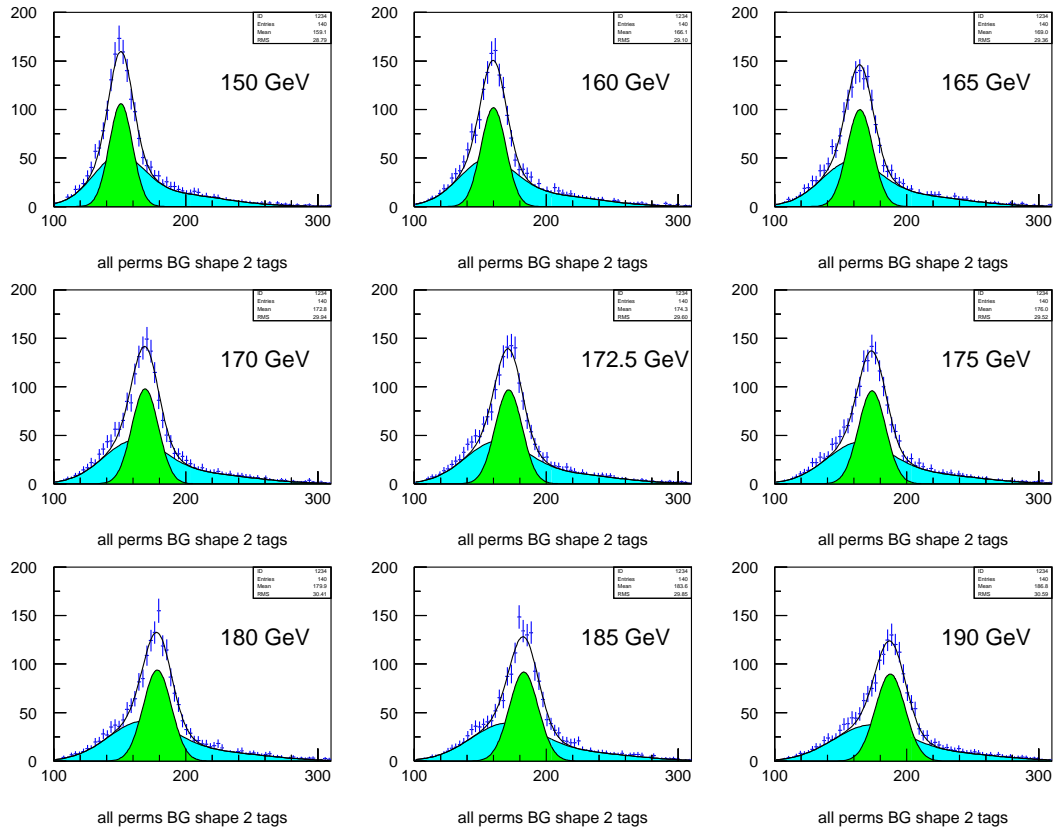 200
150
100
50
0
100 200 300
ID 1234
Entries 140
Mean 159.1
RMS 28.79
150 GeV
all perms BG shape 2 tags
200
150
100
50
0
100 200 300
ID 1234
Entries 140
Mean 166.1
RMS 29.10
160 GeV
all perms BG shape 2 tags
200
150
100
50
0
100 200 300
ID 1234
Entries 140
Mean 169.0
RMS 29.36
165 GeV
all perms BG shape 2 tags
200
150
100
50
0
100 200 300
ID 1234
Entries 140
Mean 172.8
RMS 29.94
170 GeV
all perms BG shape 2 tags
200
150
100
50
0
100 200 300
ID 1234
Entries 140
Mean 174.3
RMS 29.60
172.5 GeV
all perms BG shape 2 tags
200
150
100
50
0
100 200 300
ID 1234
Entries 140
Mean 176.0
RMS 29.52
175 GeV
all perms BG shape 2 tags
200
150
100
50
0
100 200 300
ID 1234
Entries 140
Mean 179.9
RMS 30.41
180 GeV
all perms BG shape 2 tags
200
150
100
50
0
100 200 300
ID 1234
Entries 140
Mean 183.6
RMS 29.85
185 GeV
all perms BG shape 2 tags
200
150
100
50
0
100 200 300
ID 1234
Entries 140
Mean 186.8
RMS 30.59
190 GeV
all perms BG shape 2 tags